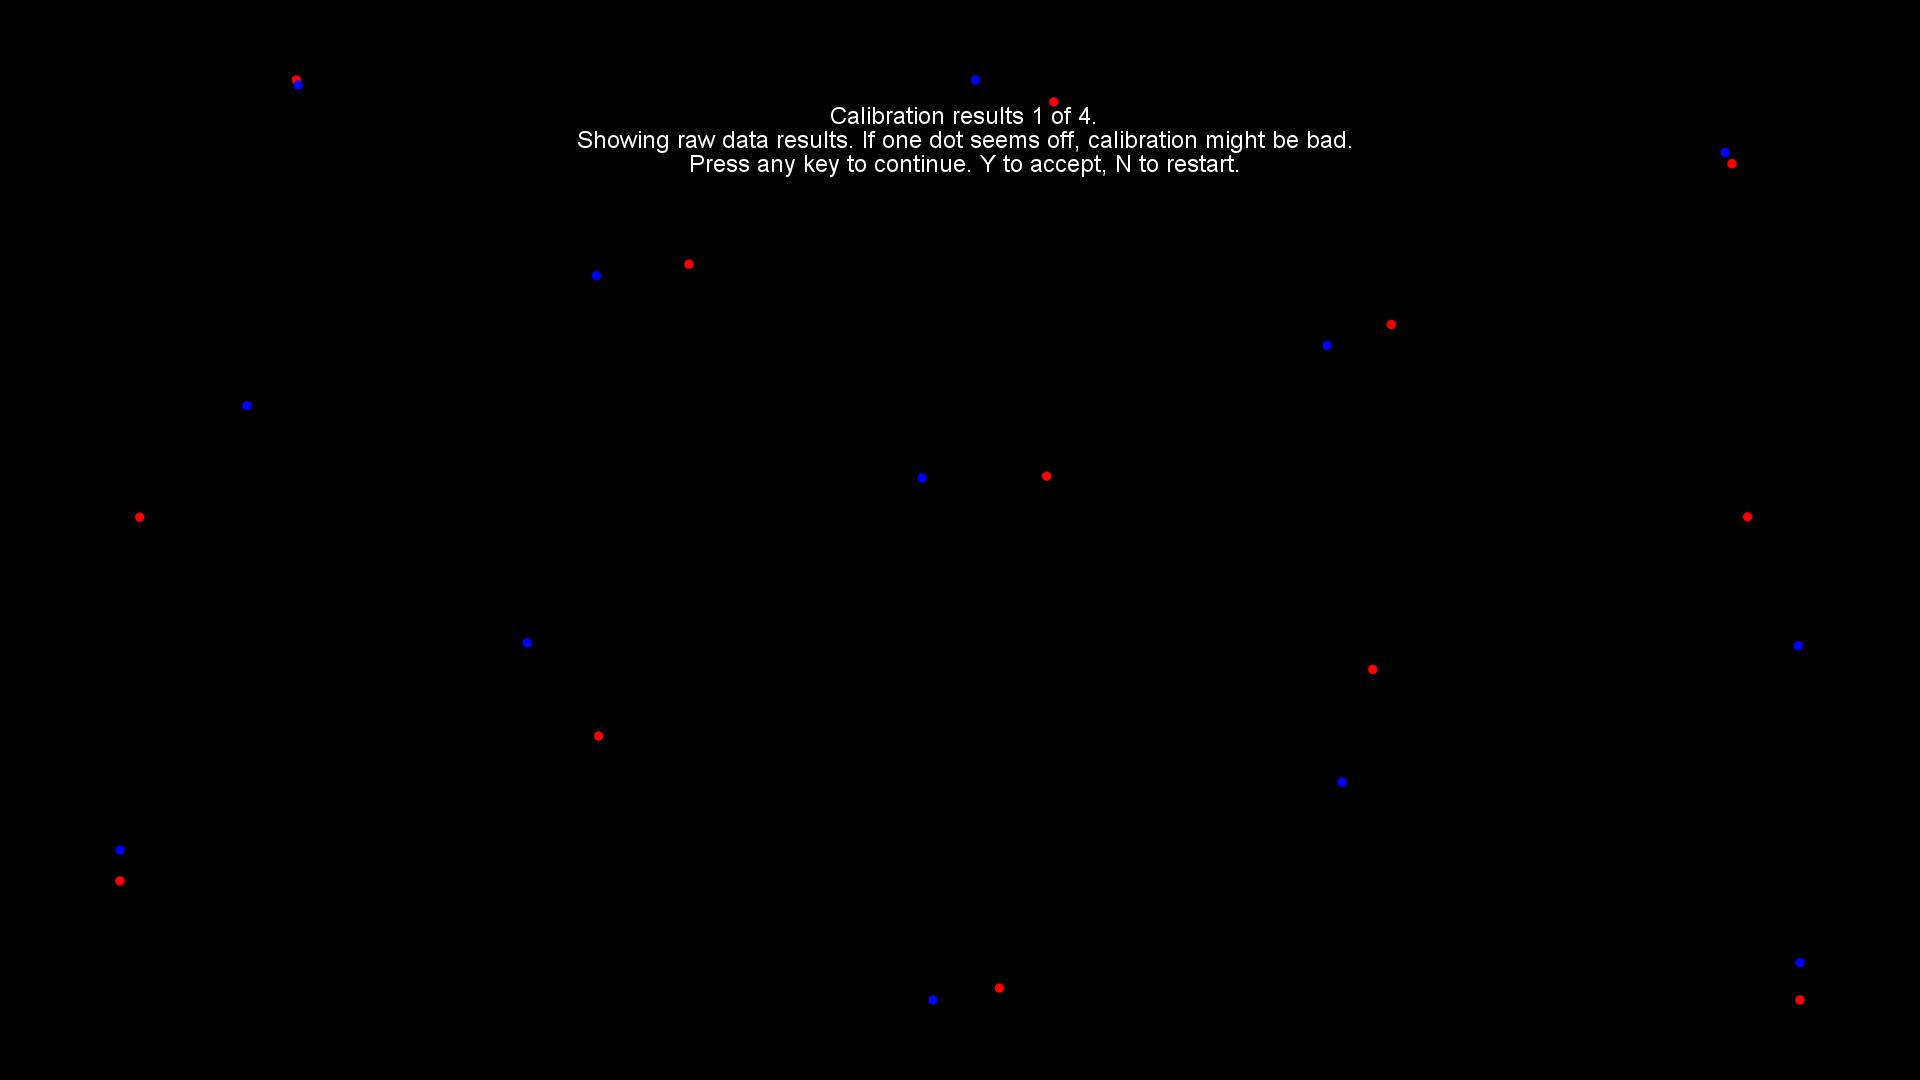 Calibration results 1 of 4.
Showing raw data results. If one dot seems off, calibration might be bad.
Press any key to continue. Y to accept, N to restart.